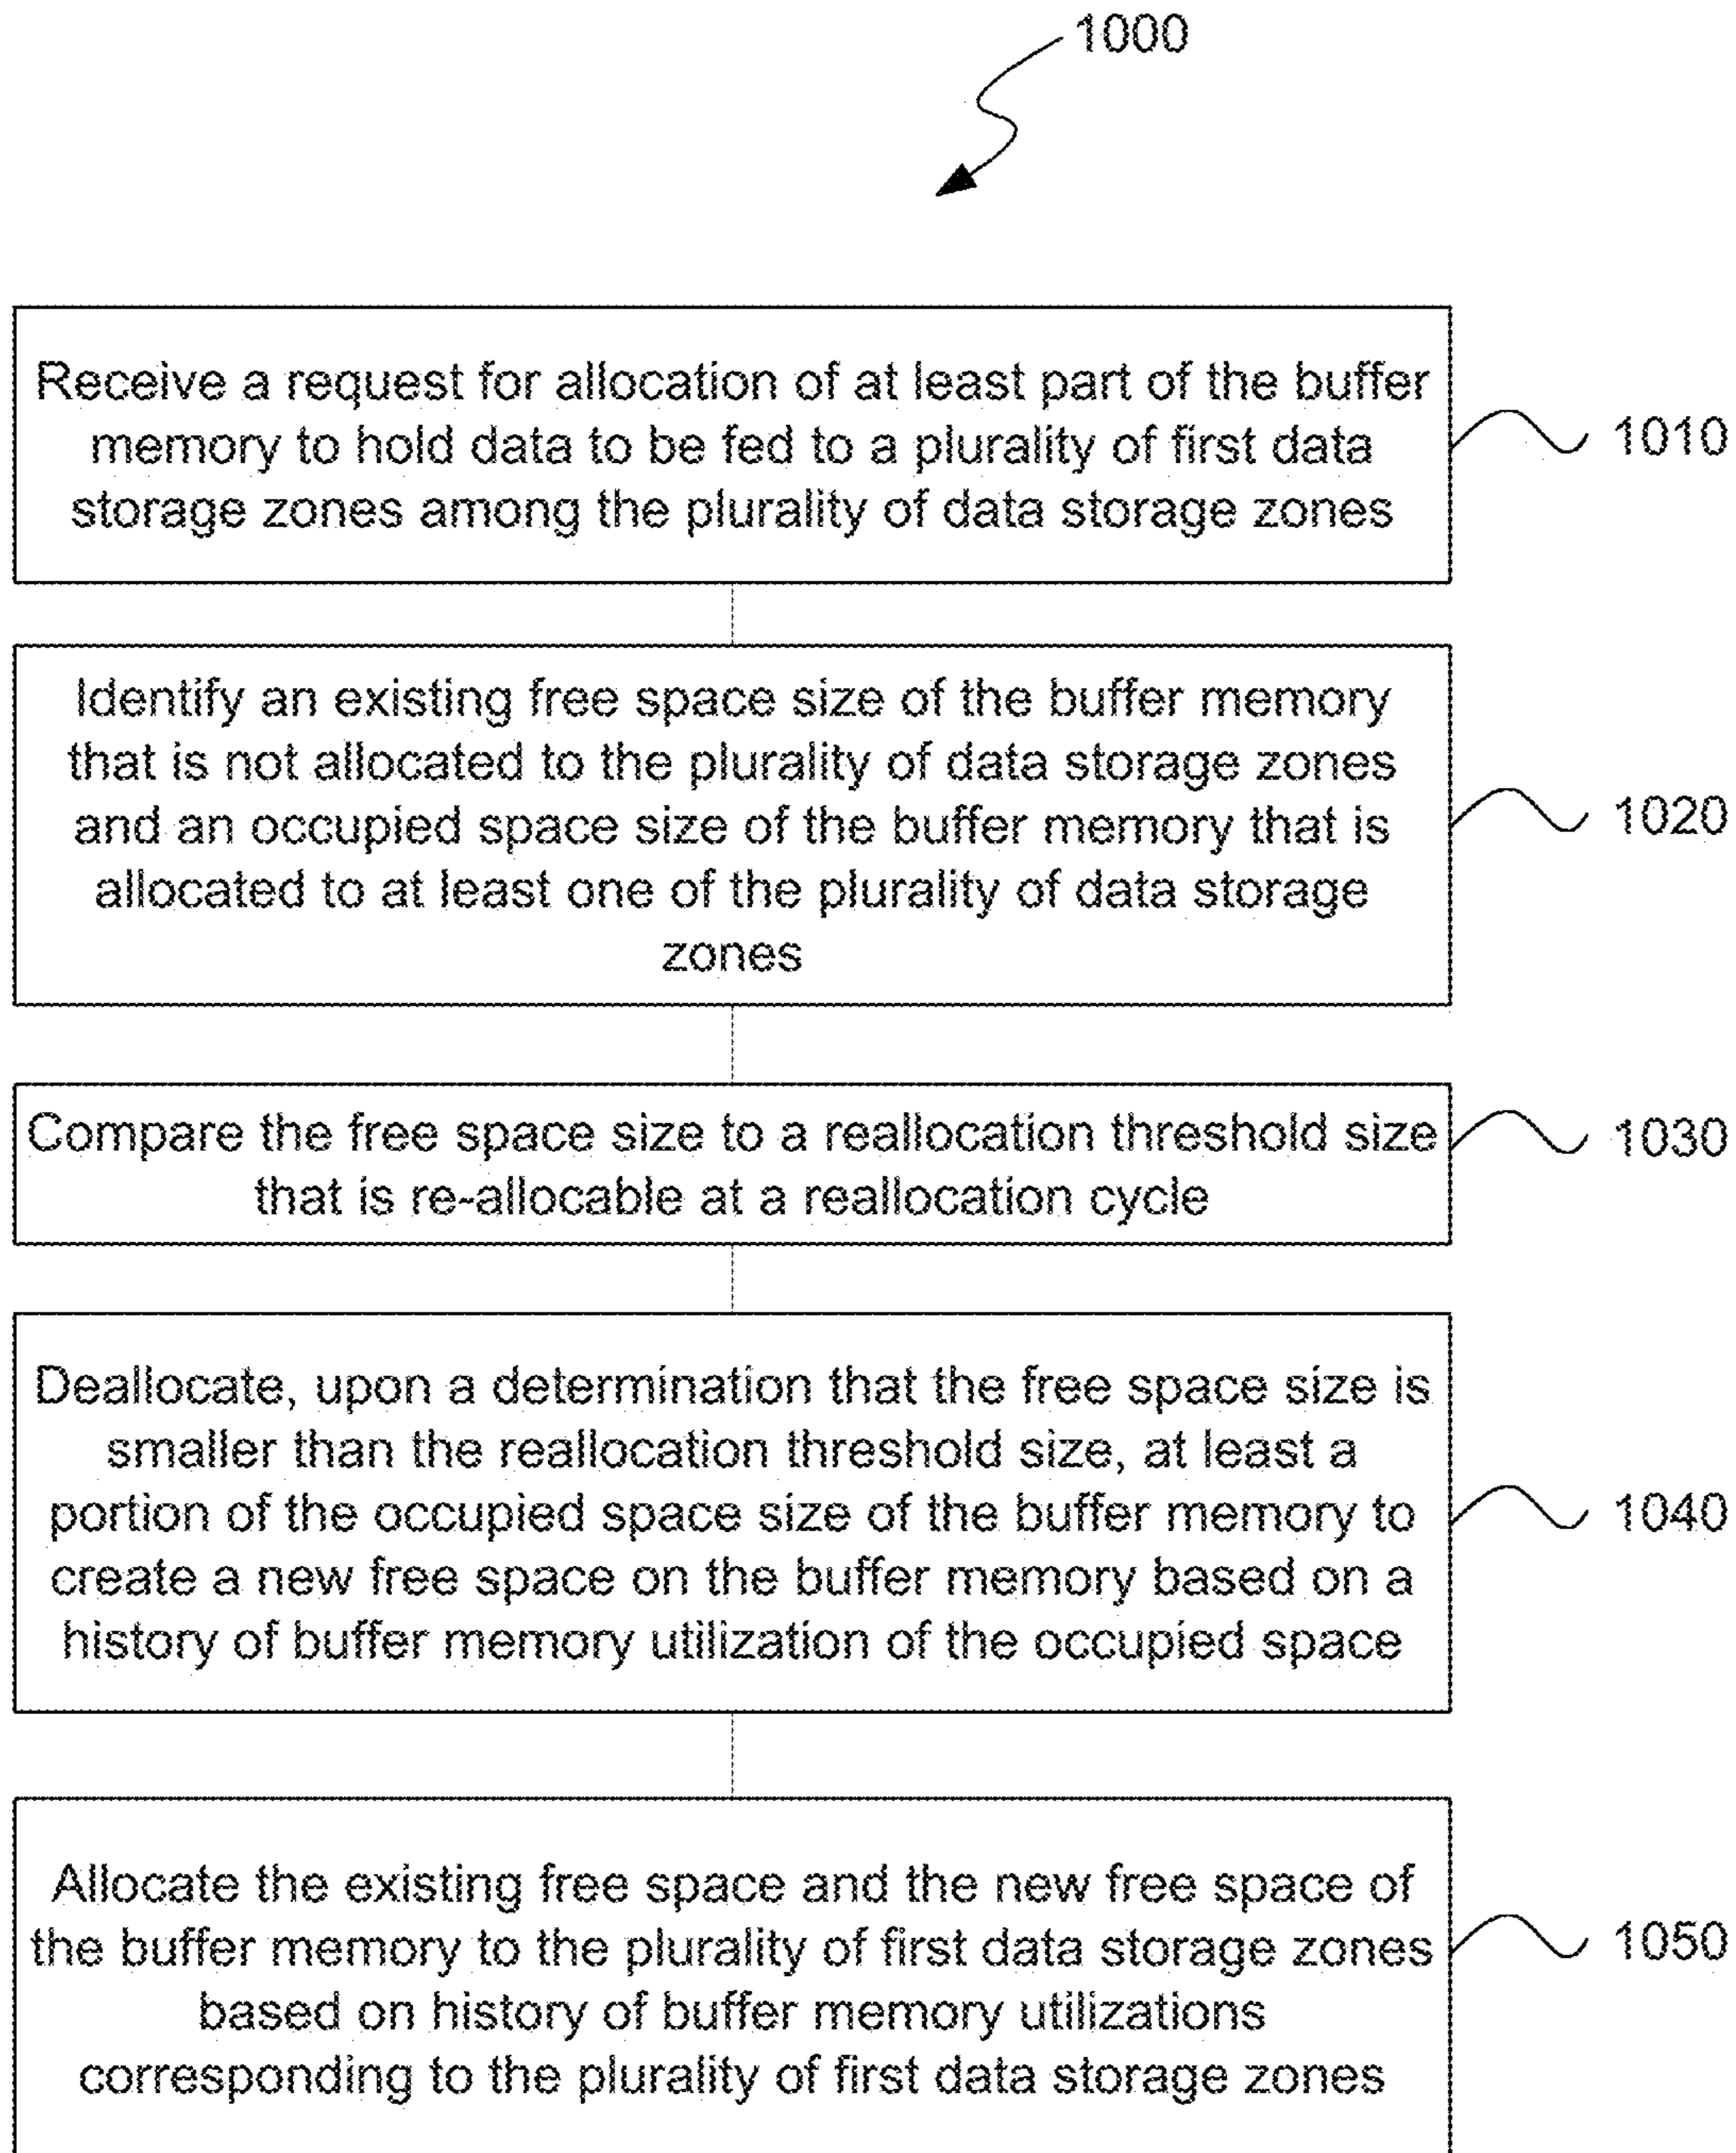 1000
Receive a request for allocation of at least part of the buffer
memory to hold data to be fed to a plurality of first data
storage zones among the plurality of data storage zones
1010
Identify an existing free space size of the buffer memory
that is not allocated to the plurality of data storage zones
and an occupied space size of the buffer memory that is
allocated to at least one of the plurality of data storage
zones
1020
Compare the free space size to a reallocation threshold size
that is re-allocable at a reallocation cycle
1030
Deallocate, upon a determination that the free space size is
smaller than the reallocation threshold size, at least a
portion of the occupied space size of the buffer memory to
create a new free space on the buffer memory based on a
history of buffer memory utilization of the occupied space
1040
Allocate the existing free space and the new free space of
the buffer memory to the plurality of first data storage zones
based on history of buffer memory utilizations
corresponding to the plurality of first data storage zones
1050